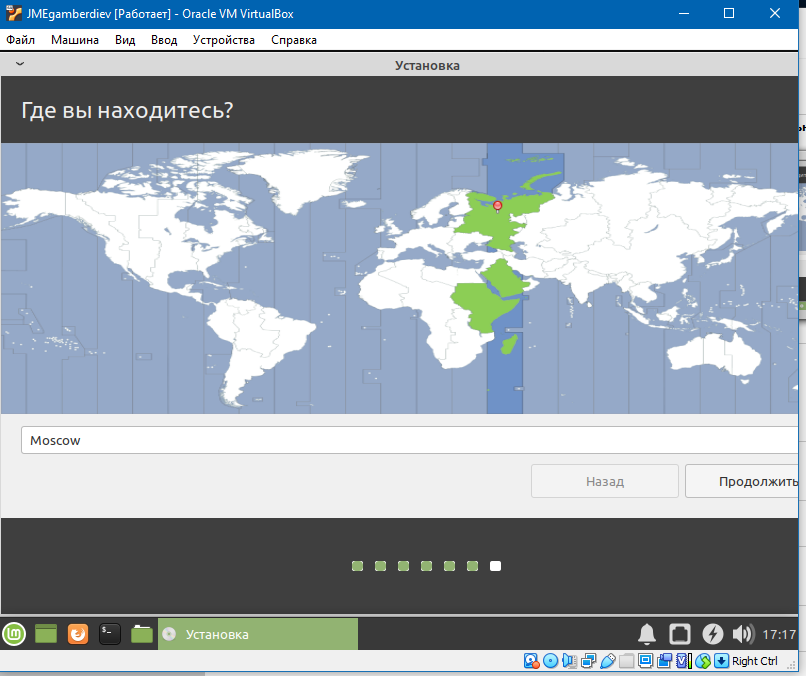 JMEgamberdiev [Работает] - Oracle VM VirtualBox
Файл Машина Вид Ввод Устройства Справка
Установка
Где вы находитесь?
Moscow
Назад Продолжить
Установка 17:17
Right Ctrl